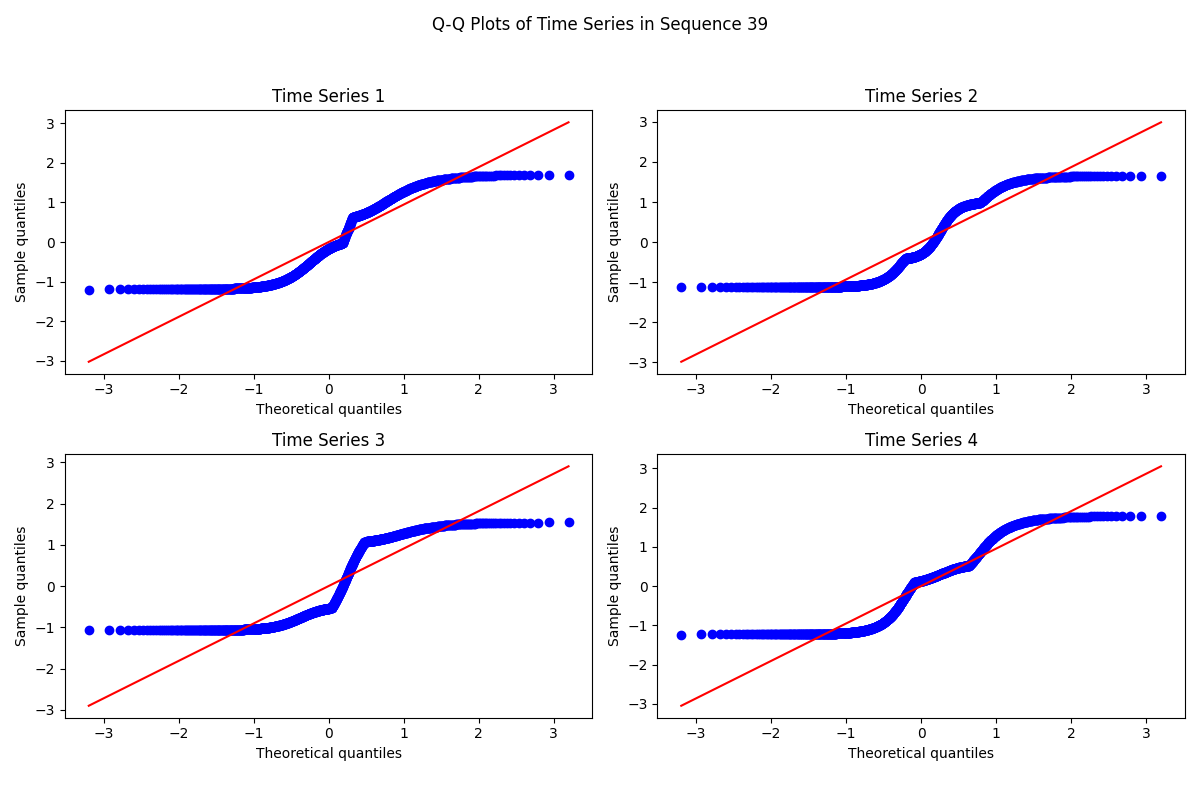 Q-Q Plots of Time Series in Sequence 39
Time Series 1
3
2
1
0
−1
−2
−3
Sample quantiles
−3 −2 −1 0 1 2 3
Theoretical quantiles
Time Series 2
3
2
1
0
−1
−2
−3
Sample quantiles
−3 −2 −1 0 1 2 3
Theoretical quantiles
Time Series 3
3
2
1
0
−1
−2
−3
Sample quantiles
−3 −2 −1 0 1 2 3
Theoretical quantiles
Time Series 4
3
2
1
0
−1
−2
−3
Sample quantiles
−3 −2 −1 0 1 2 3
Theoretical quantiles